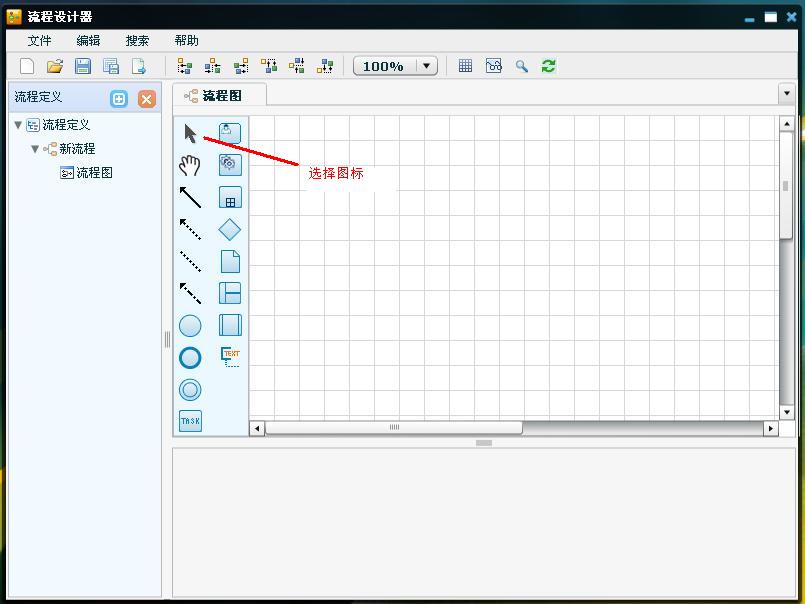 流程设计器
文件 编辑 搜索 帮助
100%
流程定义
流程图
流程定义
新流程
流程图
选择图标
TEXT
TASK